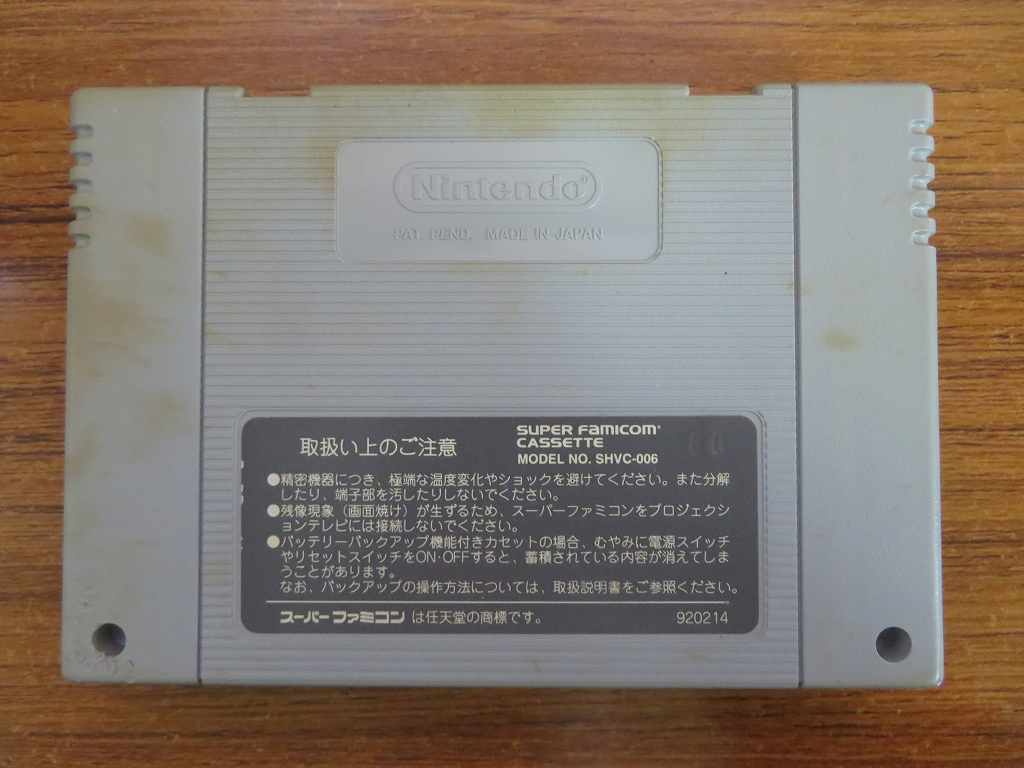 Nintendo®
PAT. PEND. MADE IN JAPAN
取扱い上のご注意
SUPER FAMICOM®
CASSETTE
MODEL NO. SHVC-006
●精密機器につき、極端な温度変化やショックを避けてください。また分解
したり、端子部を汚したりしないでください。
●残像現象（画面焼け）が生ずるため、スーパーファミコンをプロジェクシ
ョンテレビには接続しないでください。
●バッテリーバックアップ機能付きカセットの場合、むやみに電源スイッチ
やリセットスイッチをON·OFFすると、蓄積されている内容が消えてしま
うことがあります。
なお、バックアップの操作方法については、取扱説明書をご参照ください。
スーパーファミコン は任天堂の商標です。
920214